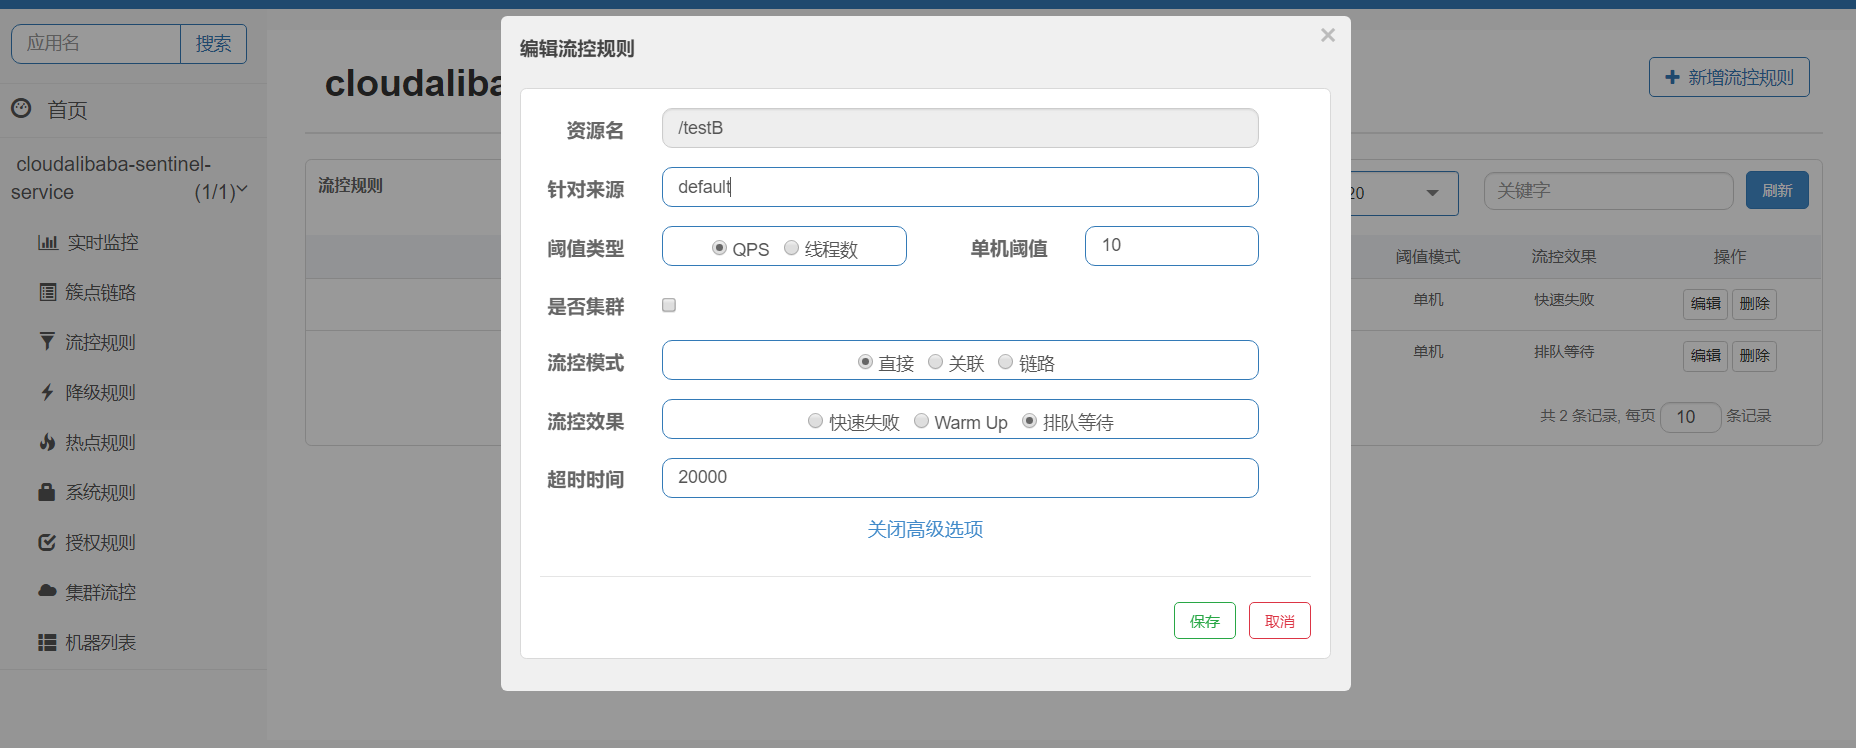 应用名 搜索
首页
cloudalibaba-sentinel-
service (1/1)
实时监控
簇点链路
流控规则
降级规则
热点规则
系统规则
授权规则
集群流控
机器列表
cloudaliba
新增流控规则
流控规则
20 关键字 刷新
阈值模式 流控效果 操作
单机 快速失败 编辑 删除
单机 排队等待 编辑 删除
共 2 条记录, 每页 10 条记录
编辑流控规则 ×
资源名 /testB
针对来源 default
阈值类型 QPS 线程数 单机阈值 10
是否集群
流控模式 直接 关联 链路
流控效果 快速失败 Warm Up 排队等待
超时时间 20000
关闭高级选项
保存 取消